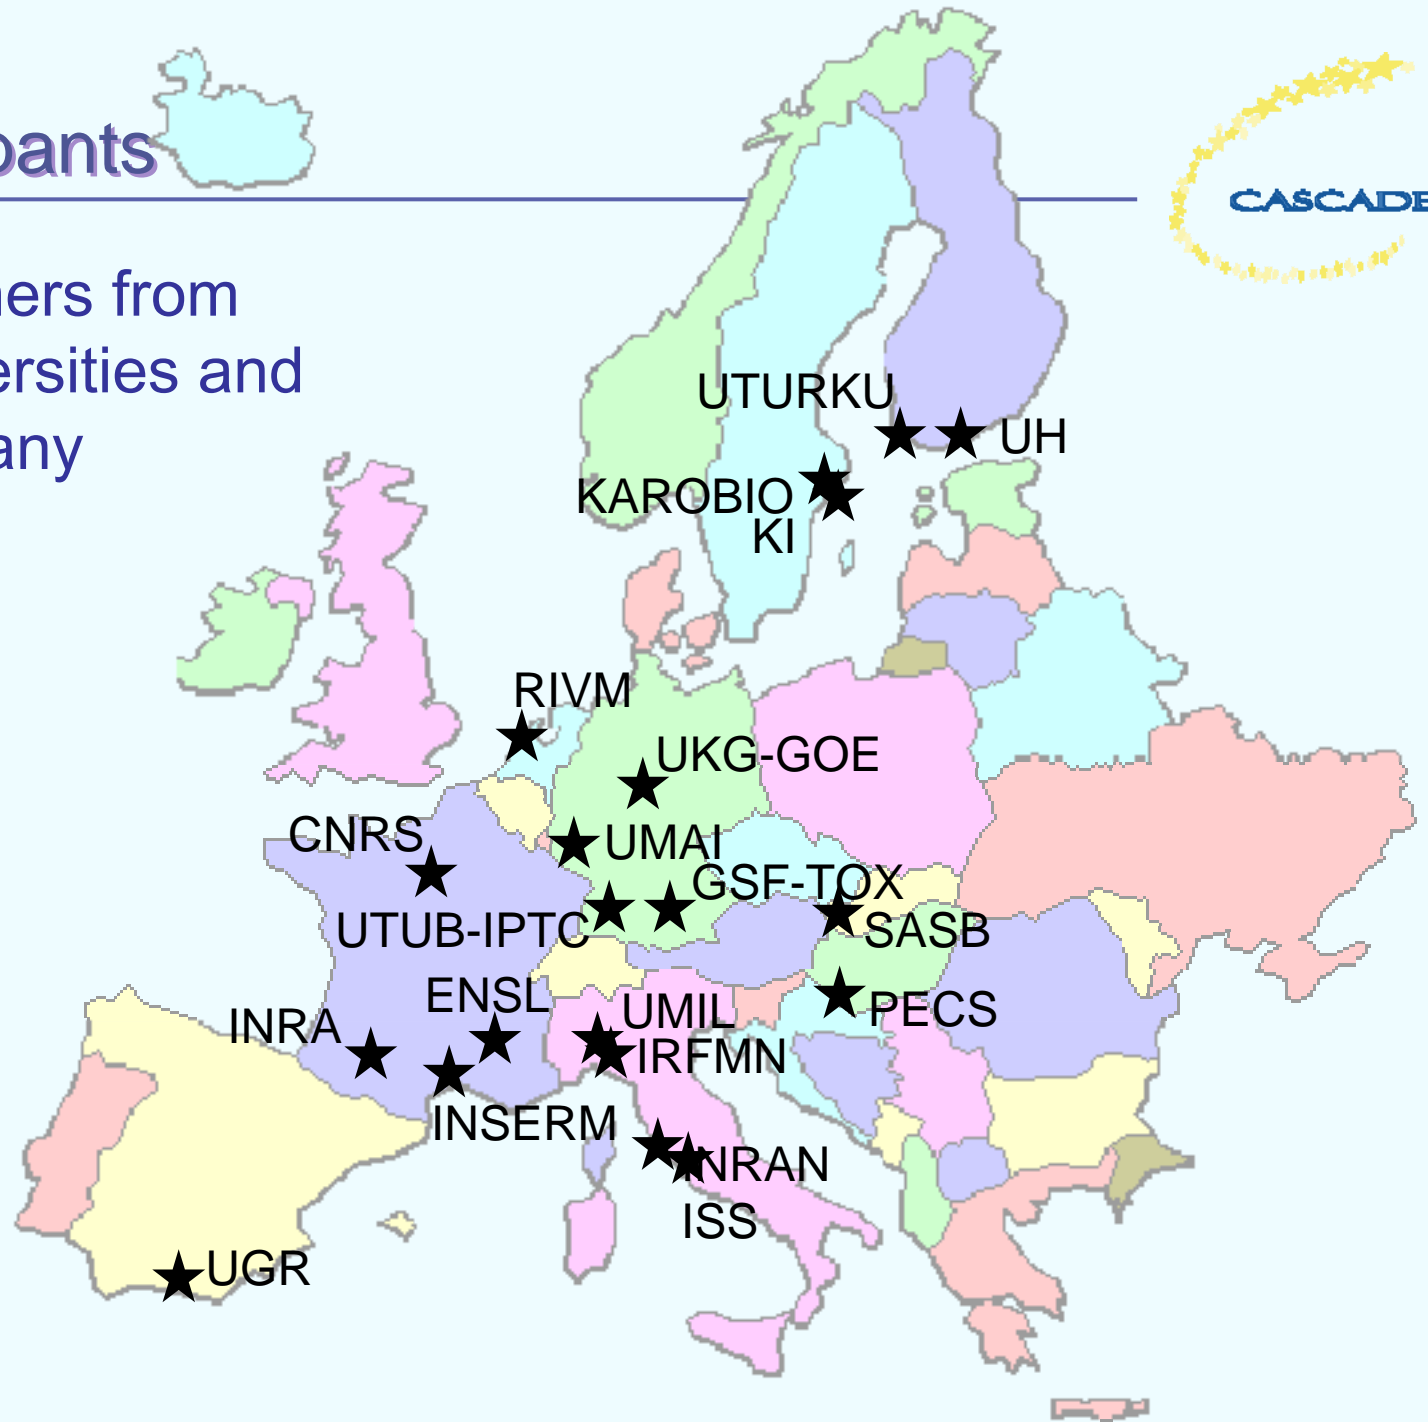 pants
CASCADE
ners from
ersities and
any
UTURKU
UH
KAROBIO
KI
RIVM
UKG-GOE
CNRS
UMAI
GSF-TOX
UTUB-IPTC
SASB
ENSL
UMIL
PECS
INRA
IRFMN
INSERM
INRAN
ISS
UGR